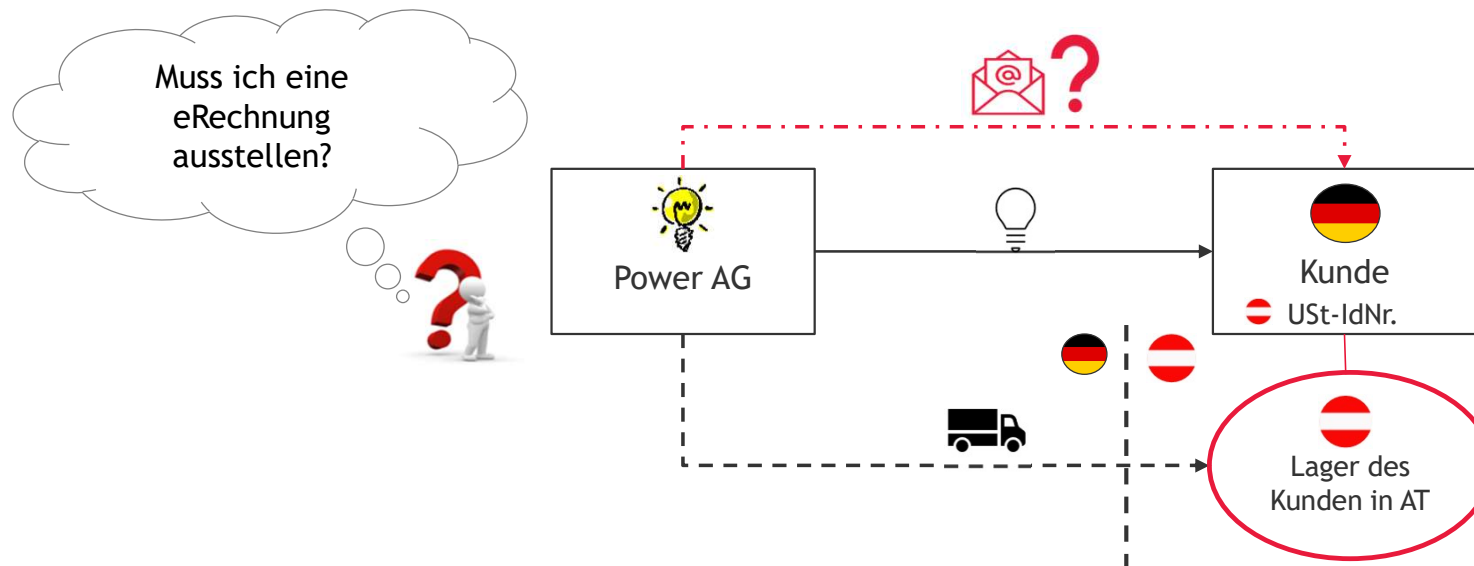 Muss ich eine
eRechnung
ausstellen?
Power AG
Kunde
USt-IdNr.
Lager des
Kunden in AT